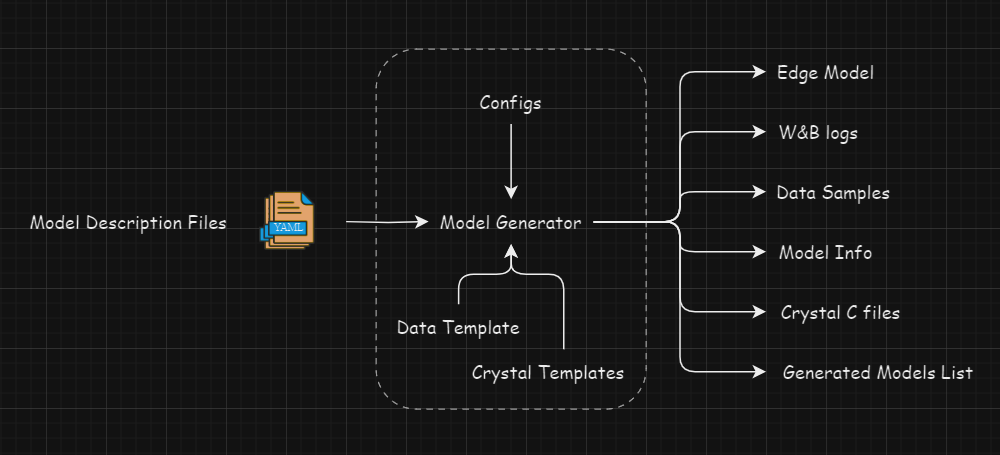 Model Description Files
YAML
Configs
Model Generator
Data Template
Crystal Templates
Edge Model
W&B logs
Data Samples
Model Info
Crystal C files
Generated Models List